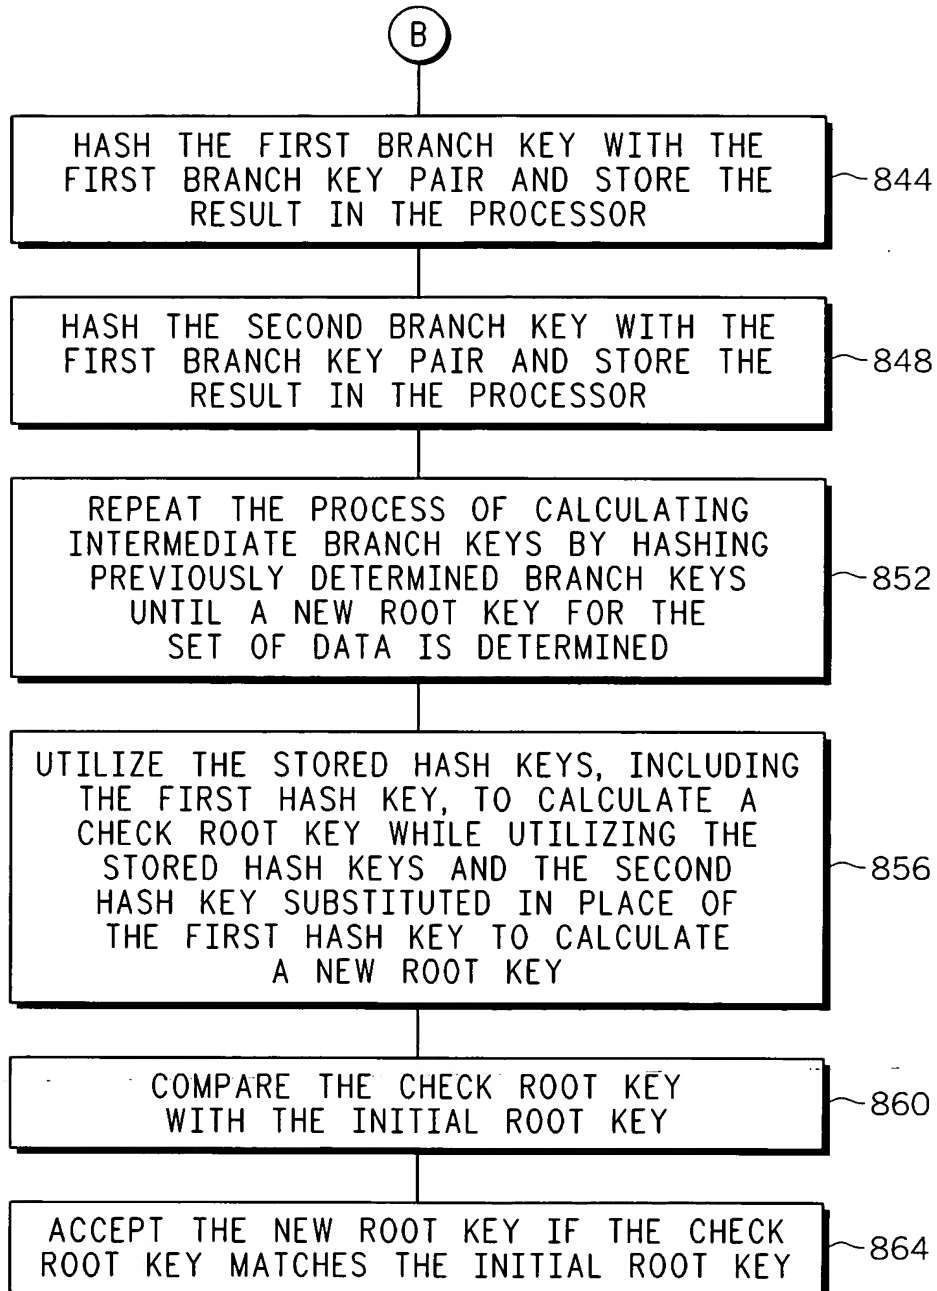 B
HASH THE FIRST BRANCH KEY WITH THE
FIRST BRANCH KEY PAIR AND STORE THE
RESULT IN THE PROCESSOR
844
HASH THE SECOND BRANCH KEY WITH THE
FIRST BRANCH KEY PAIR AND STORE THE
RESULT IN THE PROCESSOR
848
REPEAT THE PROCESS OF CALCULATING
INTERMEDIATE BRANCH KEYS BY HASHING
PREVIOUSLY DETERMINED BRANCH KEYS
UNTIL A NEW ROOT KEY FOR THE
SET OF DATA IS DETERMINED
852
UTILIZE THE STORED HASH KEYS, INCLUDING
THE FIRST HASH KEY, TO CALCULATE A
CHECK ROOT KEY WHILE UTILIZING THE
STORED HASH KEYS AND THE SECOND
HASH KEY SUBSTITUTED IN PLACE OF
THE FIRST HASH KEY TO CALCULATE
A NEW ROOT KEY
856
COMPARE THE CHECK ROOT KEY
WITH THE INITIAL ROOT KEY
860
ACCEPT THE NEW ROOT KEY IF THE CHECK
ROOT KEY MATCHES THE INITIAL ROOT KEY
864